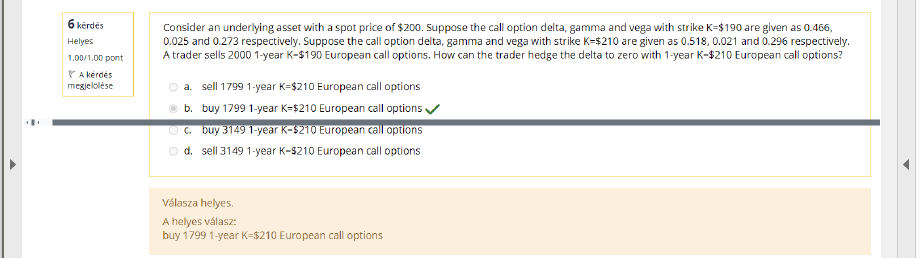 6 kérdés
Helyes
1.00/1.00 pont
A kérdés
megjelölése
Consider an underlying asset with a spot price of $200. Suppose the call option delta, gamma and vega with strike K=$190 are given as 0.466,
0.025 and 0.273 respectively. Suppose the call option delta, gamma and vega with strike K=$210 are given as 0.518, 0.021 and 0.296 respectively.
A trader sells 2000 1-year K=$190 European call options. How can the trader hedge the delta to zero with 1-year K=$210 European call options?
a. sell 1799 1-year K=$210 European call options
b. buy 1799 1-year K=$210 European call options
c. buy 3149 1-year K=$210 European call options
d. sell 3149 1-year K=$210 European call options
Válasza helyes.
A helyes válasz:
buy 1799 1-year K=$210 European call options